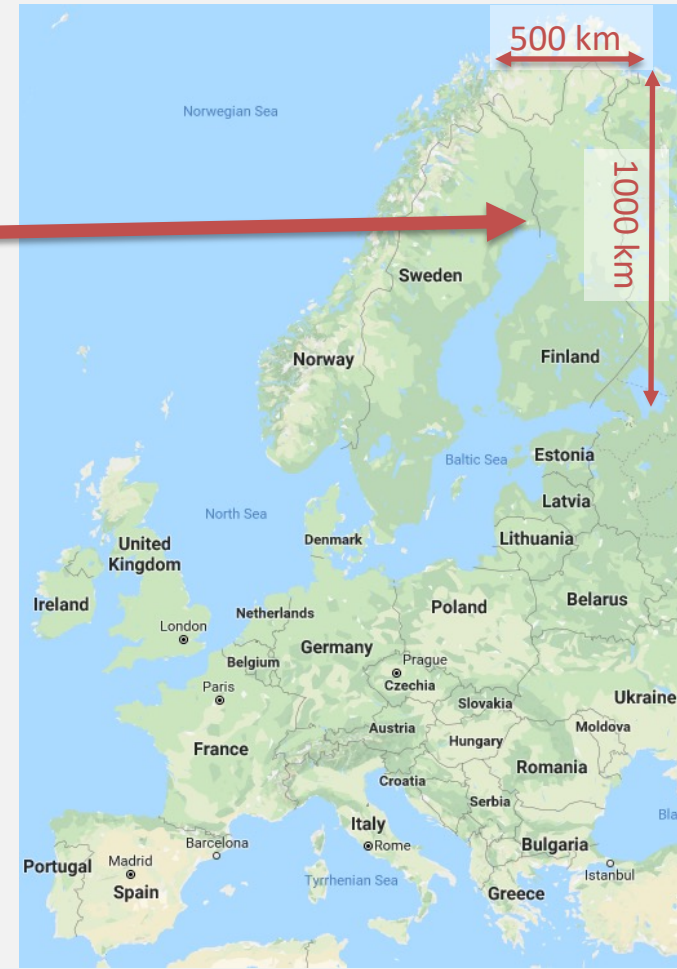 500 km
Norwegian Sea
1000 km
Sweden
Norway
Finland
Baltic Sea
Estonia
Latvia
North Sea
Denmark
Lithuania
United
Kingdom
Ireland
London
Netherlands
Poland
Belarus
Belgium
Germany
Prague
Czechia
Paris
Slovakia
Ukraine
Moldova
Austria
Hungary
France
Romania
Croatia
Serbia
Bla
Italy
Rome
Bulgaria
Barcelona
Istanbul
Portugal
Madrid
Spain
Tyrrhenian Sea
Greece